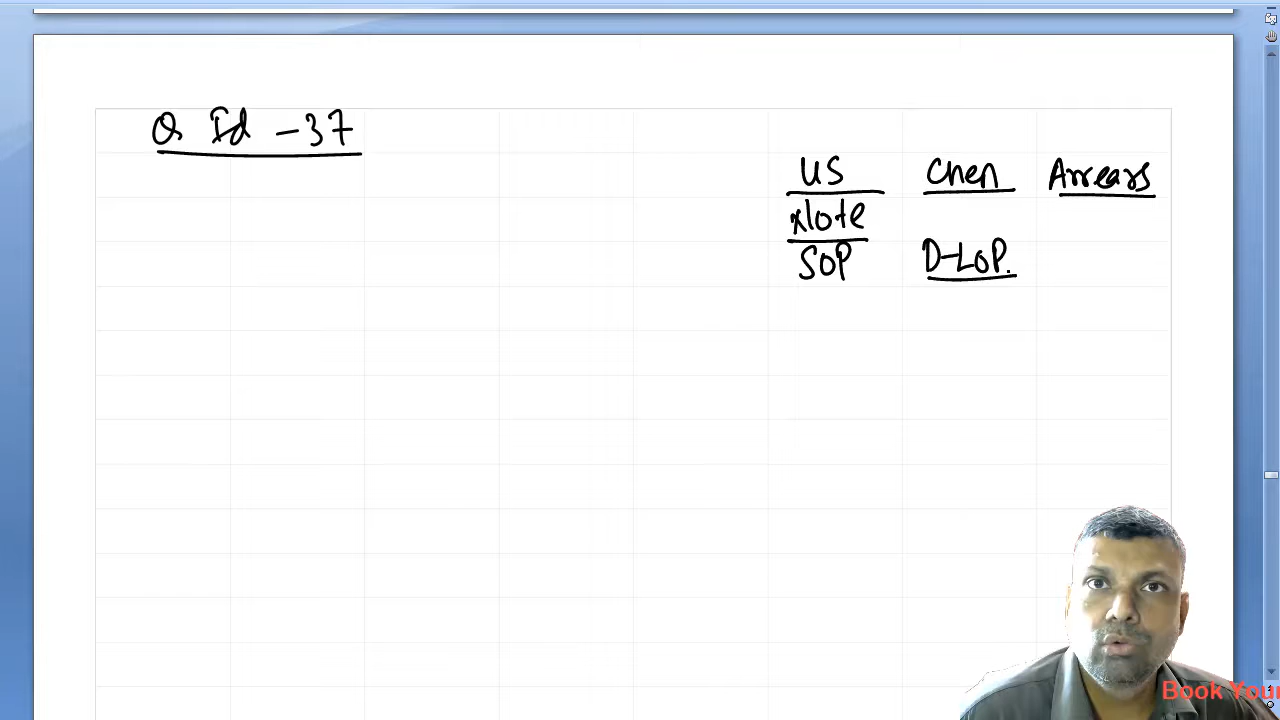 Q Id - 37
US Chen Arrears
xlote
SOP D-LOP.
Book Your